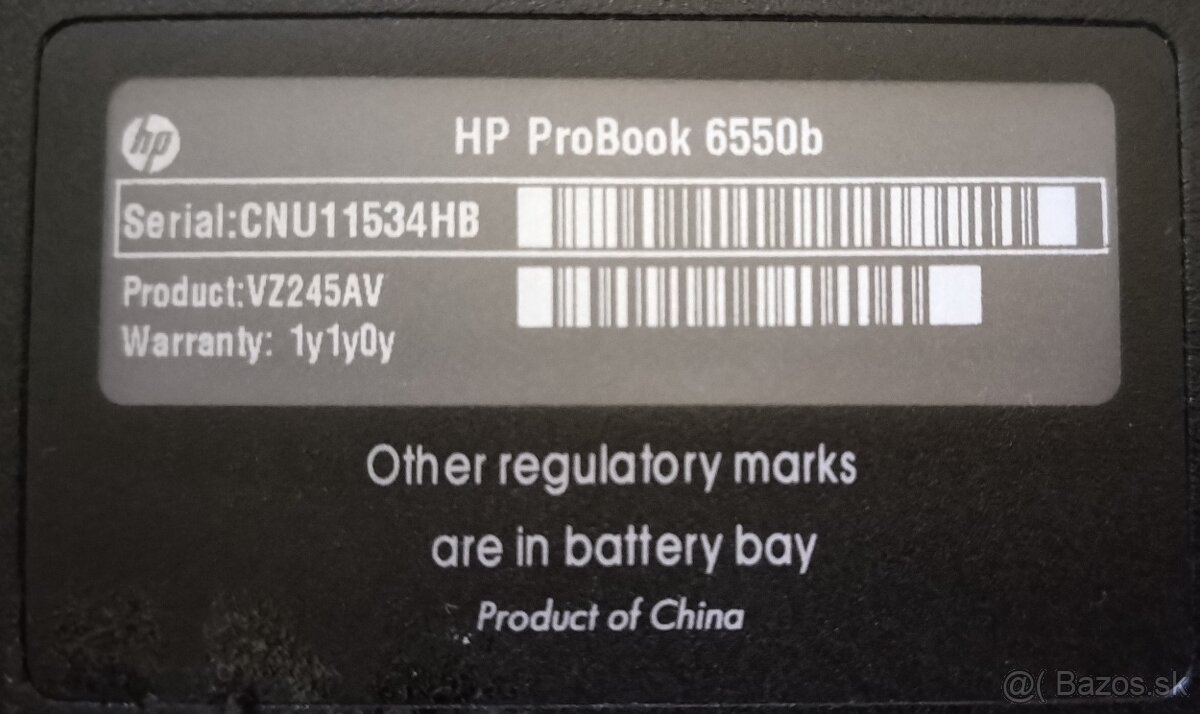 hp
HP ProBook 6550b
Serial:CNU11534HB
Product:VZ245AV
Warranty: 1y1y0y
Other regulatory marks
are in battery bay
Product of China
@( Bazos.sk